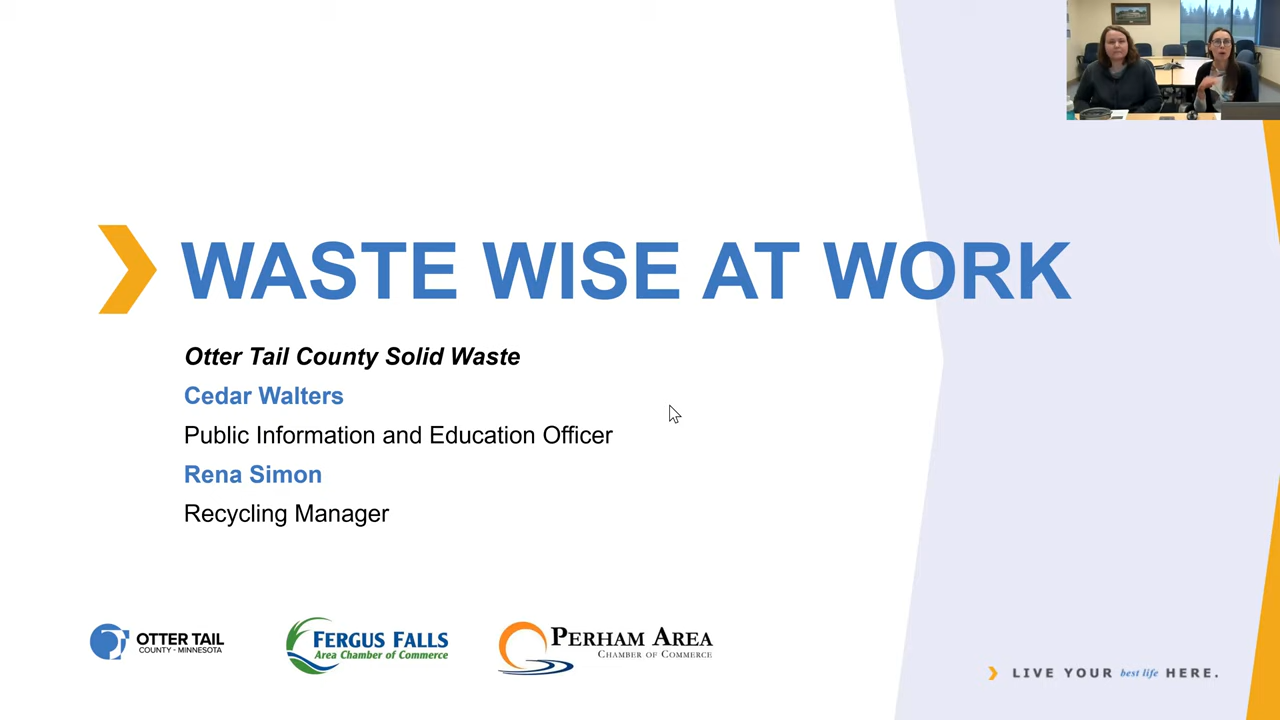 WASTE WISE AT WORK
Otter Tail County Solid Waste
Cedar Walters
Public Information and Education Officer
Rena Simon
Recycling Manager
OTTER TAIL
COUNTY - MINNESOTA
FERGUS FALLS
Area Chamber of Commerce
PERHAM AREA
CHAMBER OF COMMERCE
LIVE YOUR best life HERE.